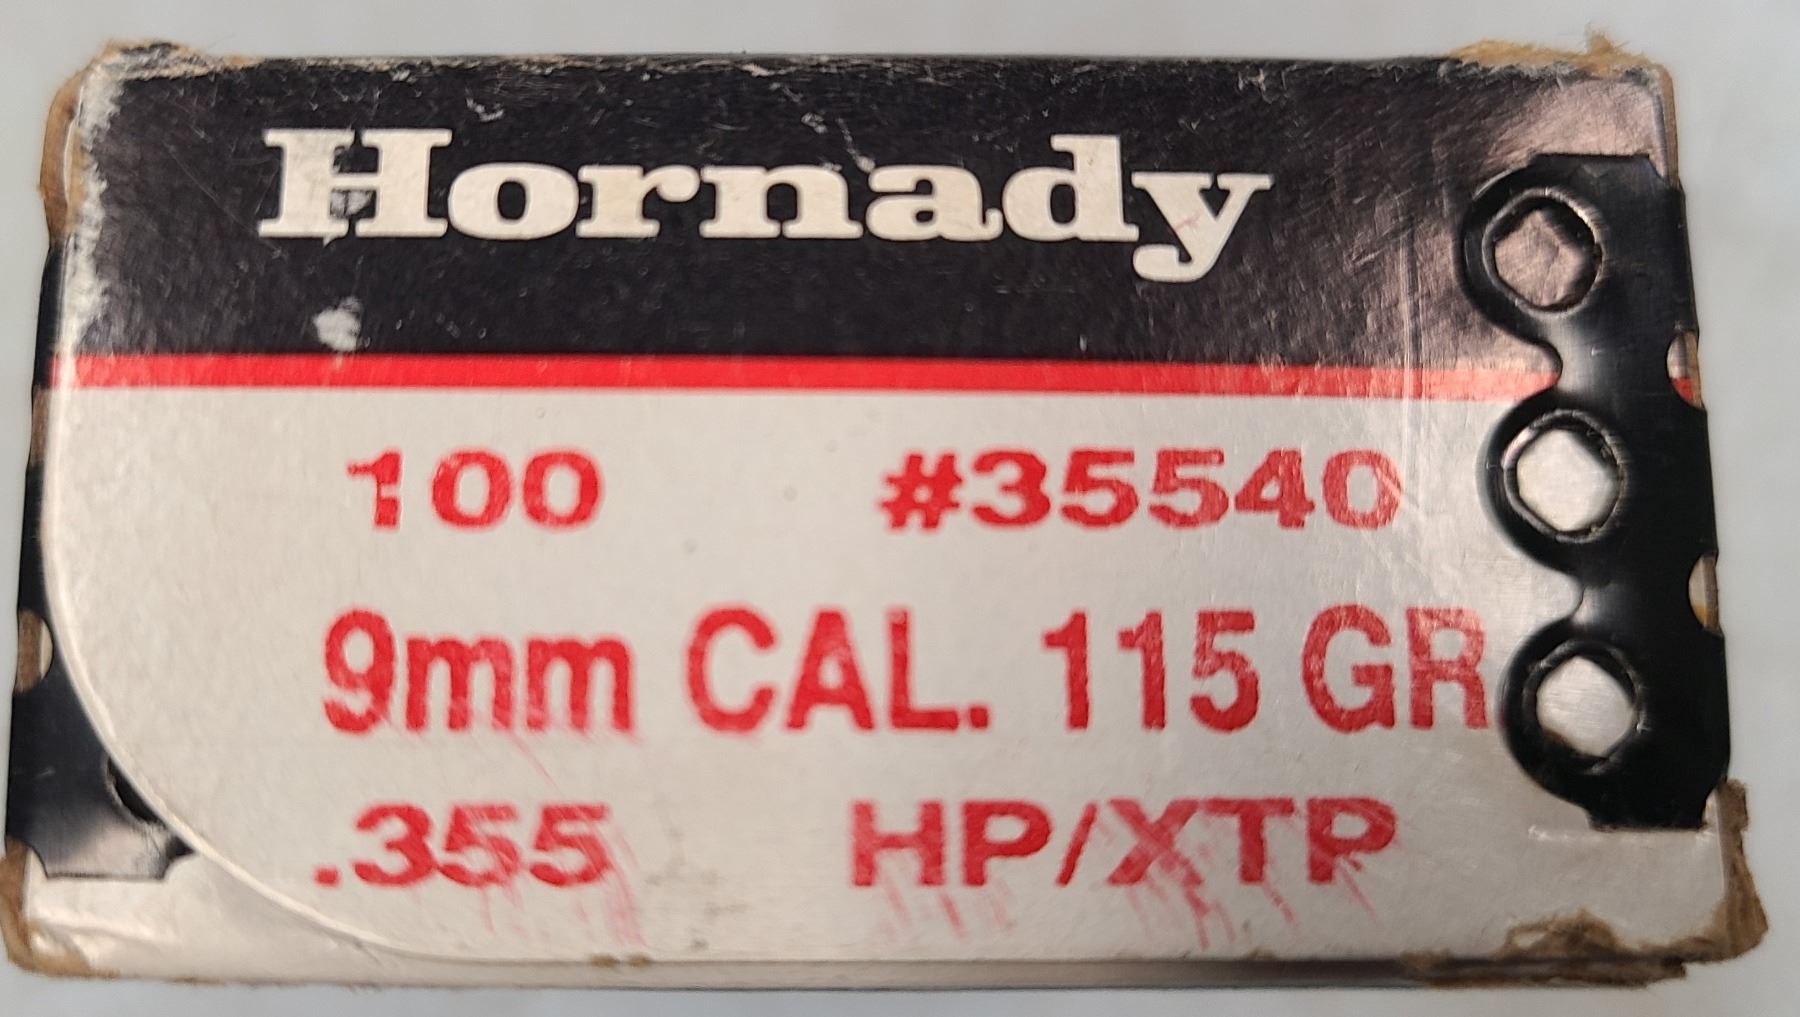 Hornady
100 #35540
9mm CAL. 115 GR
.355 HP/XTP